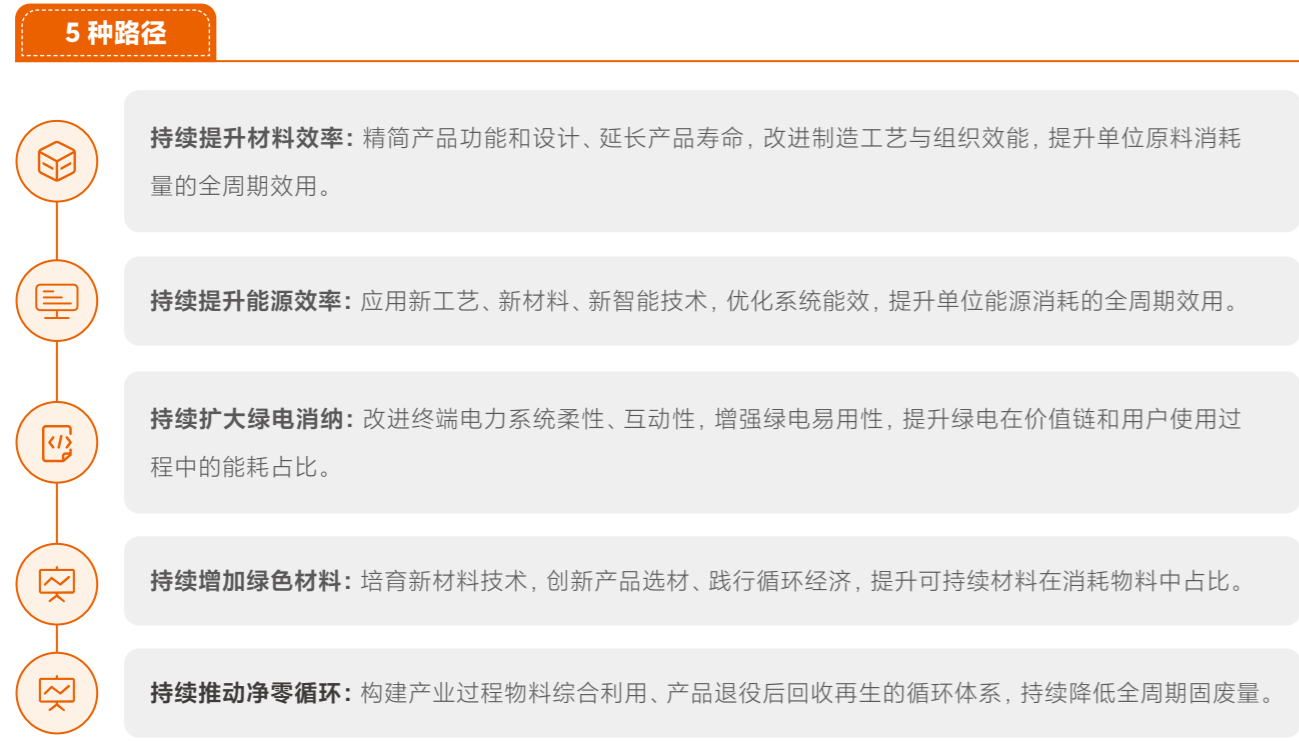 5 种路径
持续提升材料效率：精简产品功能和设计、延长产品寿命，改进制造工艺与组织效能，提升单位原料消耗
量的全周期效用。
持续提升能源效率：应用新工艺、新材料、新智能技术，优化系统能效，提升单位能源消耗的全周期效用。
持续扩大绿电消纳：改进终端电力系统柔性、互动性，增强绿电易用性，提升绿电在价值链和用户使用过
程中的能耗占比。
持续增加绿色材料：培育新材料技术，创新产品选材、践行循环经济，提升可持续材料在消耗物料中占比。
持续推动净零循环：构建产业过程物料综合利用、产品退役后回收再生的循环体系，持续降低全周期固废量。